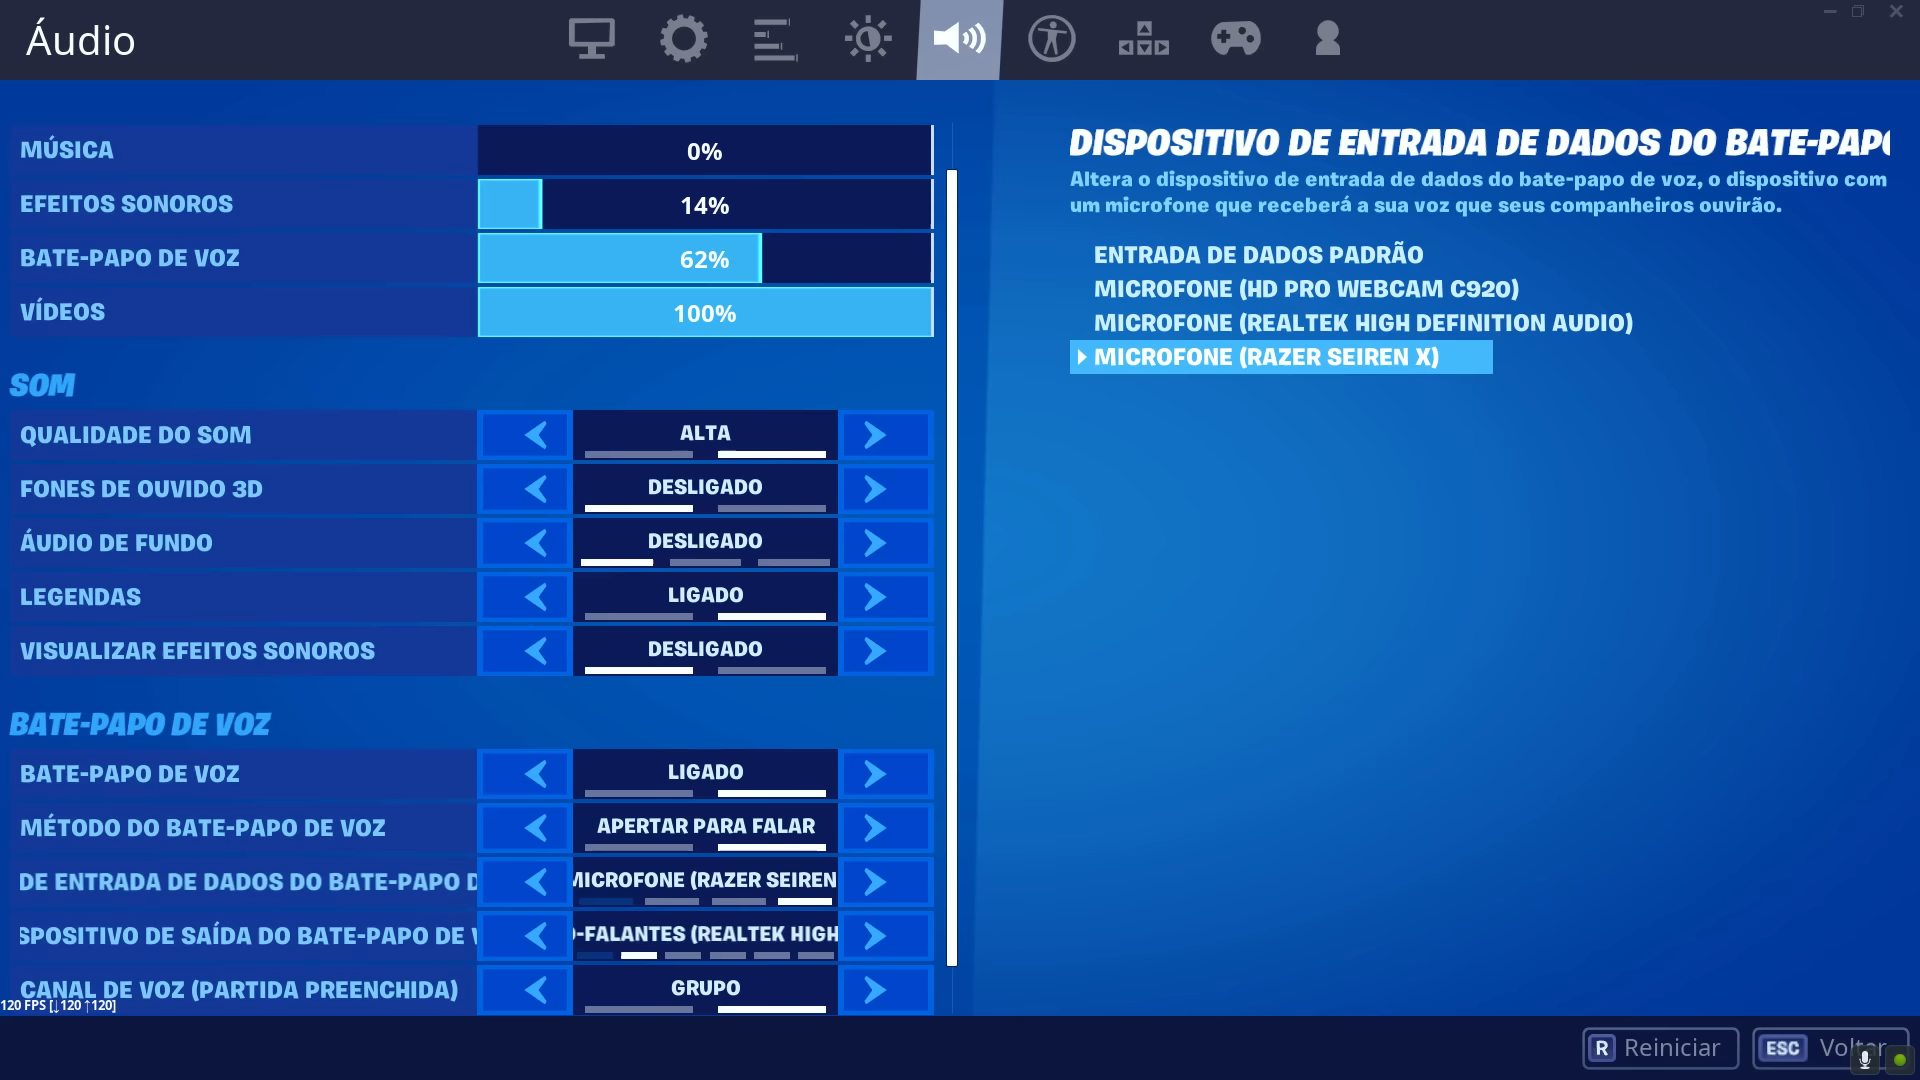 Áudio
MÚSICA
0%
EFEITOS SONOROS
14%
BATE-PAPO DE VOZ
62%
VÍDEOS
100%
SOM
QUALIDADE DO SOM
ALTA
FONES DE OUVIDO 3D
DESLIGADO
ÁUDIO DE FUNDO
DESLIGADO
LEGENDAS
LIGADO
VISUALIZAR EFEITOS SONOROS
DESLIGADO
BATE-PAPO DE VOZ
BATE-PAPO DE VOZ
LIGADO
MÉTODO DO BATE-PAPO DE VOZ
APERTAR PARA FALAR
DE ENTRADA DE DADOS DO BATE-PAPO D
MICROFONE (RAZER SEIREN
SPOSITIVO DE SAÍDA DO BATE-PAPO DE V
O-FALANTES (REALTEK HIGH
CANAL DE VOZ (PARTIDA PREENCHIDA)
GRUPO
120 FPS [↓120 ↑120]
DISPOSITIVO DE ENTRADA DE DADOS DO BATE-PAPO
Altera o dispositivo de entrada de dados do bate-papo de voz, o dispositivo com
um microfone que receberá a sua voz que seus companheiros ouvirão.
ENTRADA DE DADOS PADRÃO
MICROFONE (HD PRO WEBCAM C920)
MICROFONE (REALTEK HIGH DEFINITION AUDIO)
MICROFONE (RAZER SEIREN X)
R Reiniciar
ESC Voltar